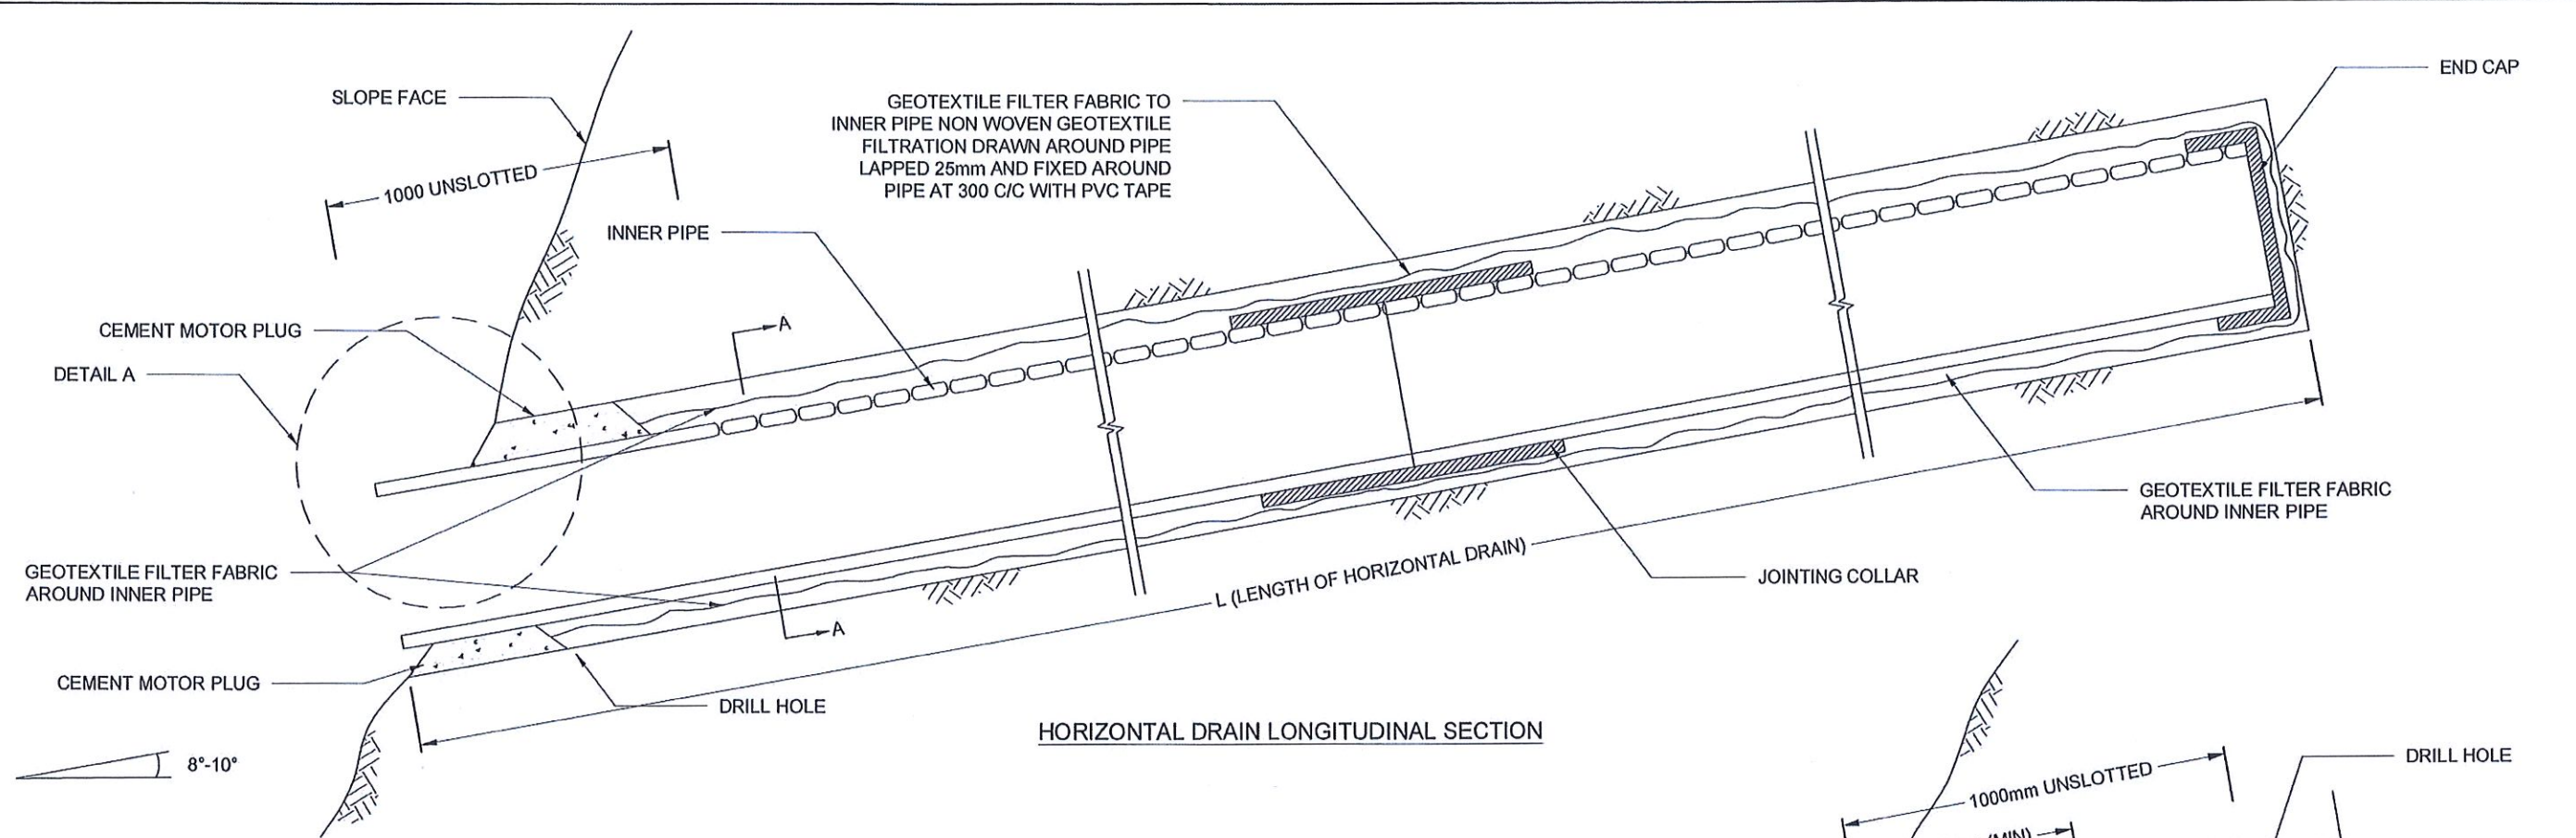 SLOPE FACE
1000 UNSLOTTED
GEOTEXTILE FILTER FABRIC TO
INNER PIPE NON WOVEN GEOTEXTILE
FILTRATION DRAWN AROUND PIPE
LAPPED 25mm AND FIXED AROUND
PIPE AT 300 C/C WITH PVC TAPE
END CAP
INNER PIPE
CEMENT MOTOR PLUG
DETAIL A
A
GEOTEXTILE FILTER FABRIC
AROUND INNER PIPE
CEMENT MOTOR PLUG
A
DRILL HOLE
L (LENGTH OF HORIZONTAL DRAIN)
JOINTING COLLAR
GEOTEXTILE FILTER FABRIC
AROUND INNER PIPE
8°-10°
HORIZONTAL DRAIN LONGITUDINAL SECTION
1000mm UNSLOTTED
(MIN)
DRILL HOLE